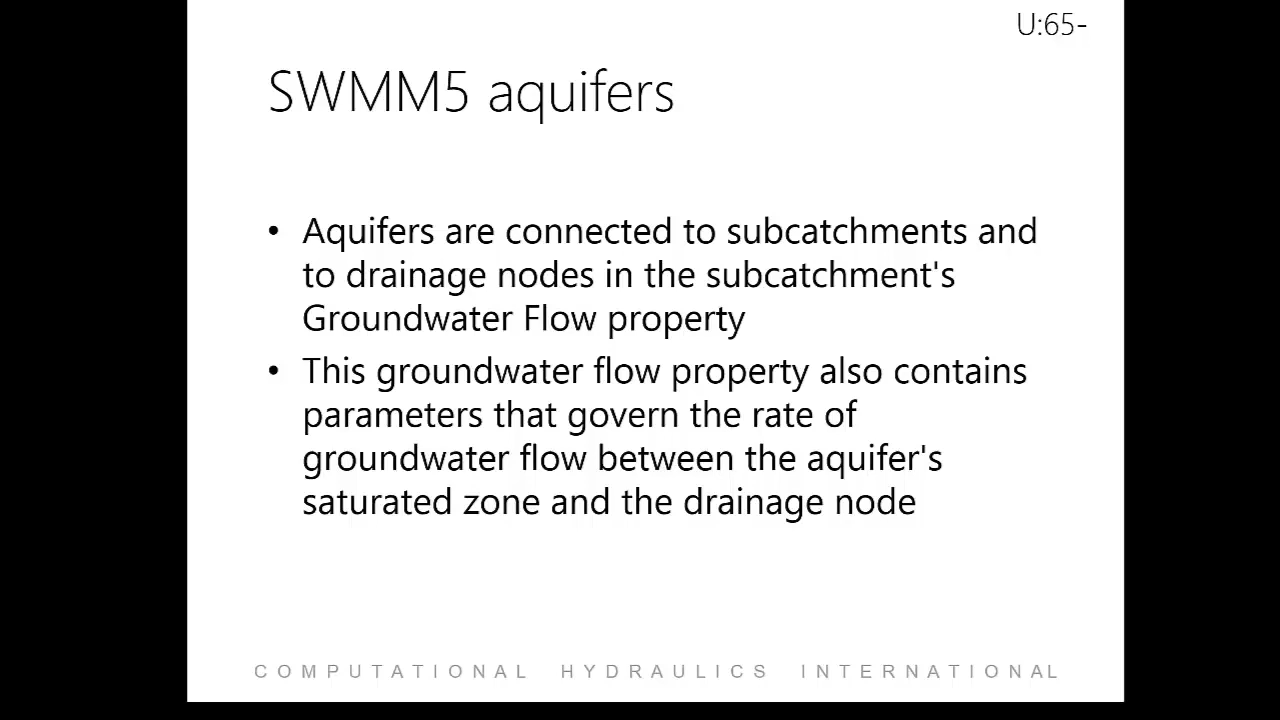 U:65-
SWMM5 aquifers
• Aquifers are connected to subcatchments and
to drainage nodes in the subcatchment's
Groundwater Flow property
• This groundwater flow property also contains
parameters that govern the rate of
groundwater flow between the aquifer's
saturated zone and the drainage node
COMPUTATIONAL HYDRAULICS INTERNATIONAL